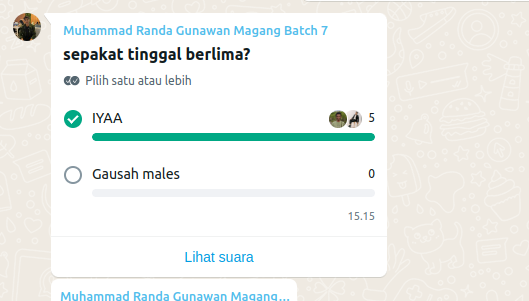 Muhammad Randa Gunawan Magang Batch 7
sepakat tinggal berlima?
Pilih satu atau lebih
IYAA 5
Gausah males 0
15.15
Lihat suara
Muhammad Randa Gunawan Magang...